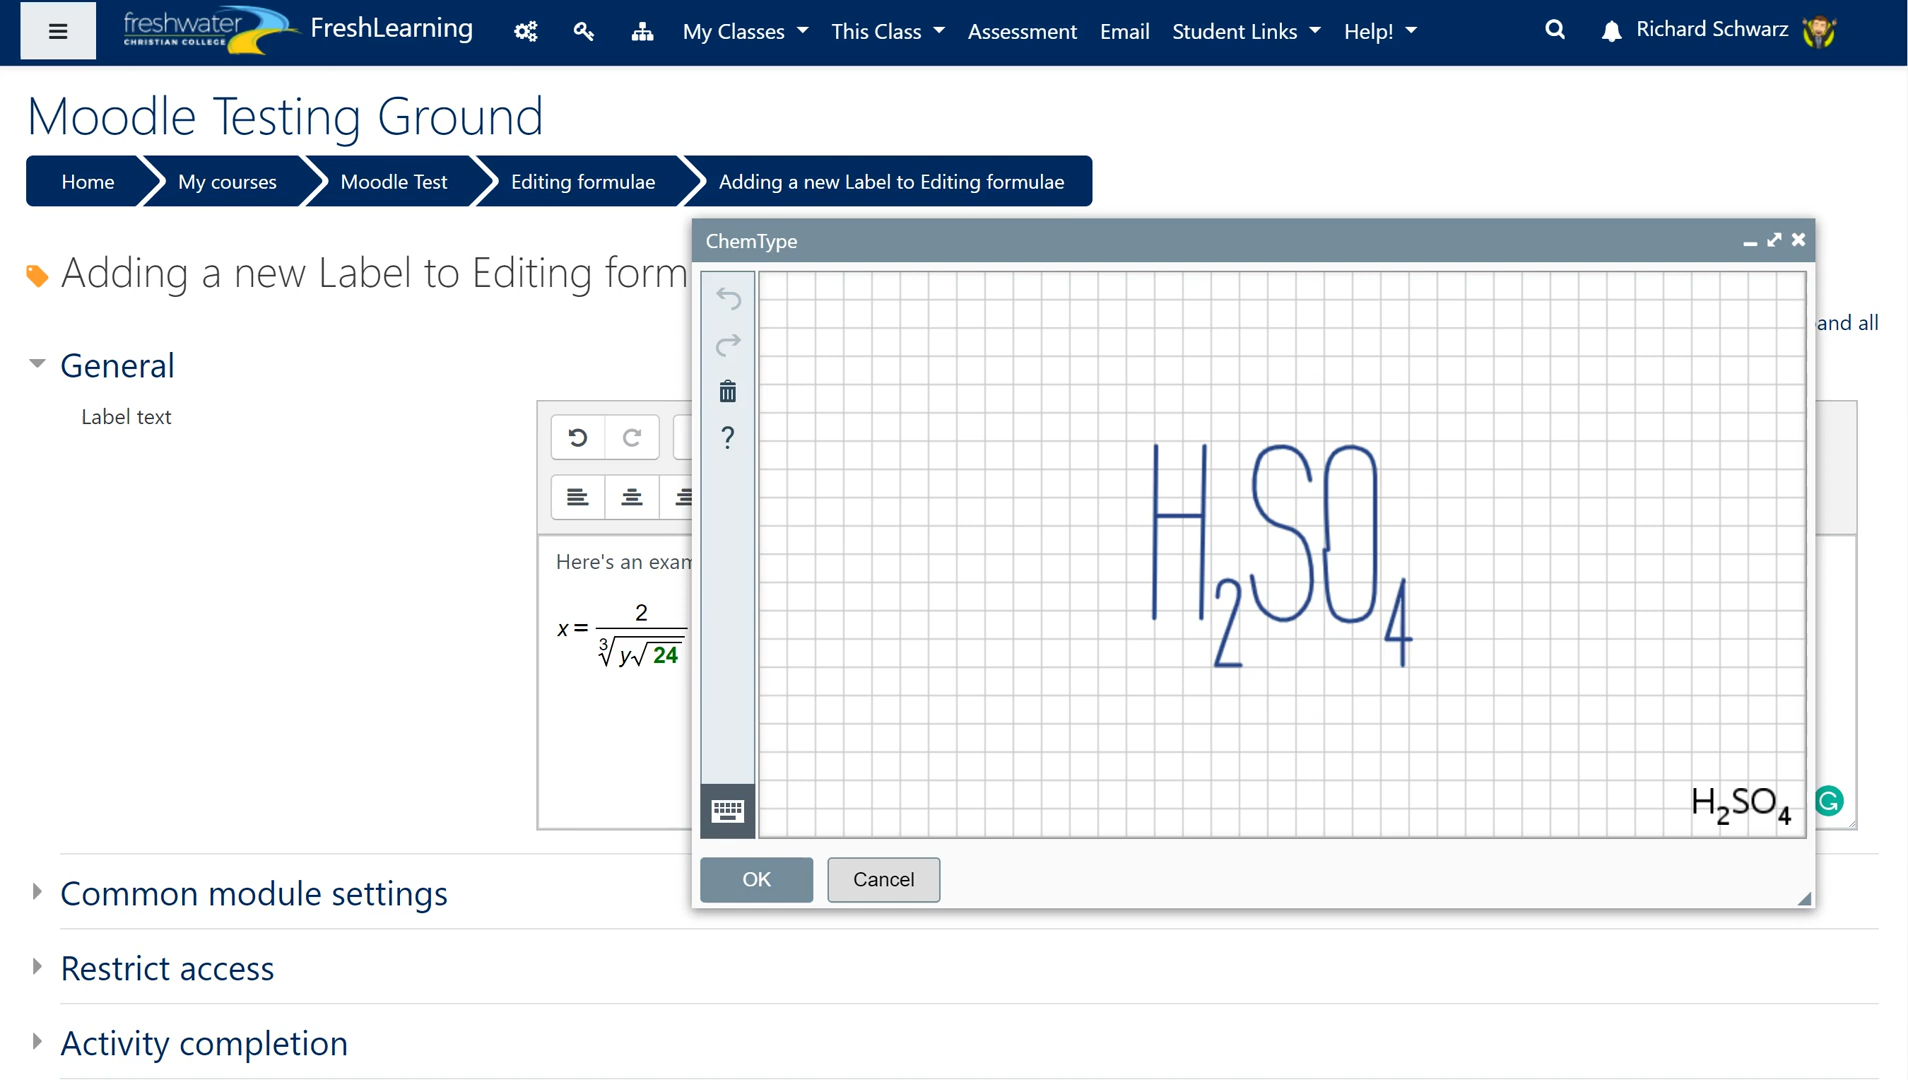 freshwater
CHRISTIAN COLLEGE
FreshLearning
My Classes
This Class
Assessment
Email
Student Links
Help!
Richard Schwarz
Moodle Testing Ground
Home
My courses
Moodle Test
Editing formulae
Adding a new Label to Editing formulae
Adding a new Label to Editing form
and all
General
Label text
Here's an exam
x = 2 / ∛(y√24)
ChemType
?
H₂SO₄
H₂SO₄
G
OK
Cancel
Common module settings
Restrict access
Activity completion